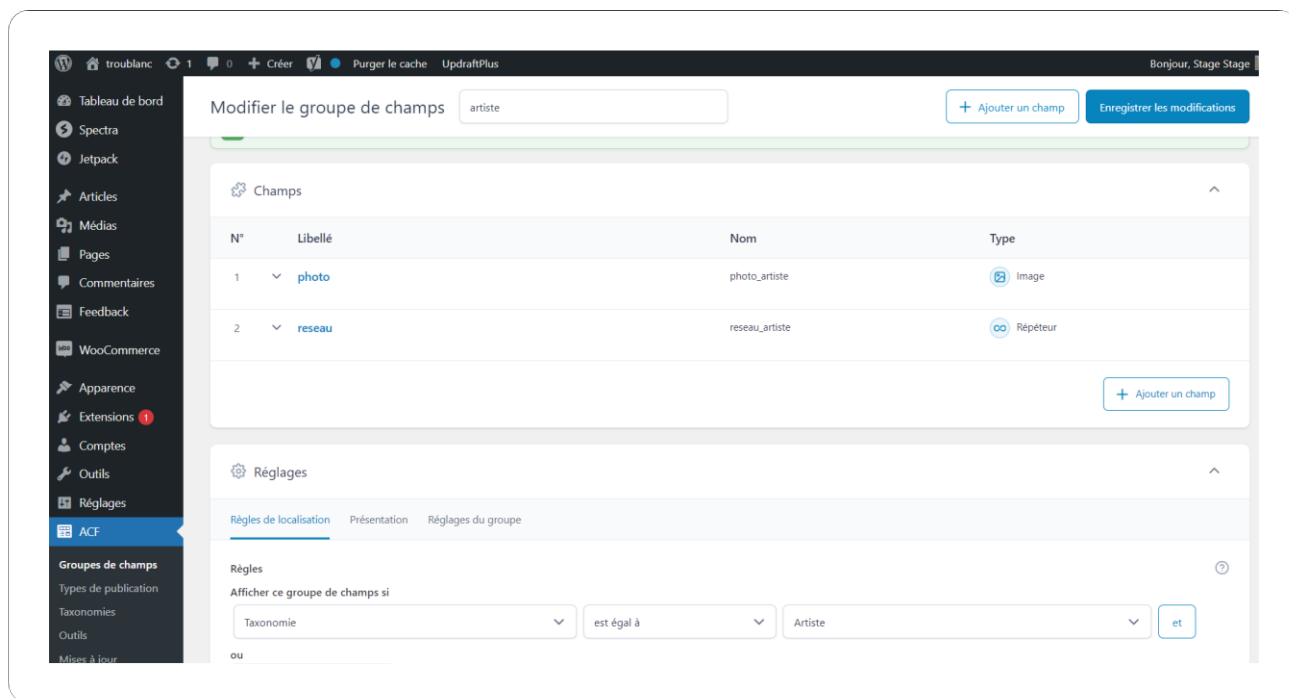 troublanc 1 0 + Créer Purger le cache UpdraftPlus Bonjour, Stage Stage
Tableau de bord
Spectra
Jetpack
Articles
Médias
Pages
Commentaires
Feedback
WooCommerce
Apparence
Extensions 1
Comptes
Outils
Réglages
ACF
Groupes de champs
Types de publication
Taxonomies
Outils
Mises à jour
Modifier le groupe de champs artiste + Ajouter un champ Enregistrer les modifications
Champs
N° Libellé Nom Type
1 photo photo_artiste Image
2 reseau reseau_artiste Répéteur
+ Ajouter un champ
Réglages
Règles de localisation Présentation Réglages du groupe
Règles
Afficher ce groupe de champs si
Taxonomie est égal à Artiste et
ou